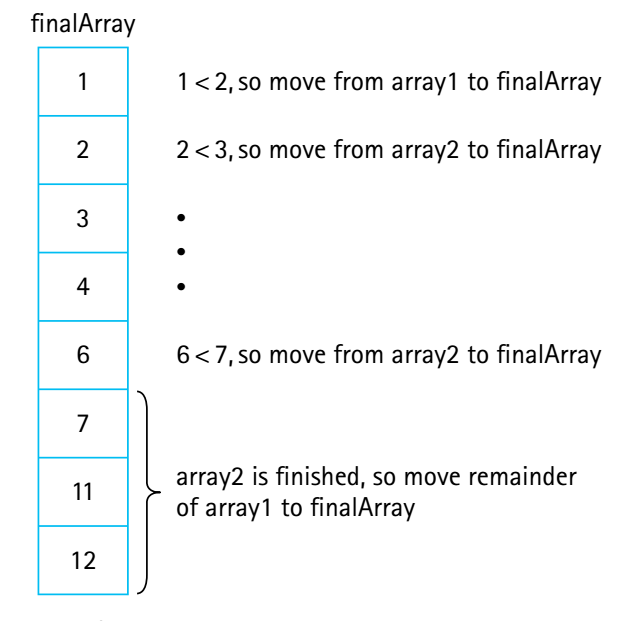 finalArray
1 1 < 2, so move from array1 to finalArray
2 2 < 3, so move from array2 to finalArray
3 •
•
4 •
6 6 < 7, so move from array2 to finalArray
7
array2 is finished, so move remainder
11
of array1 to finalArray
12